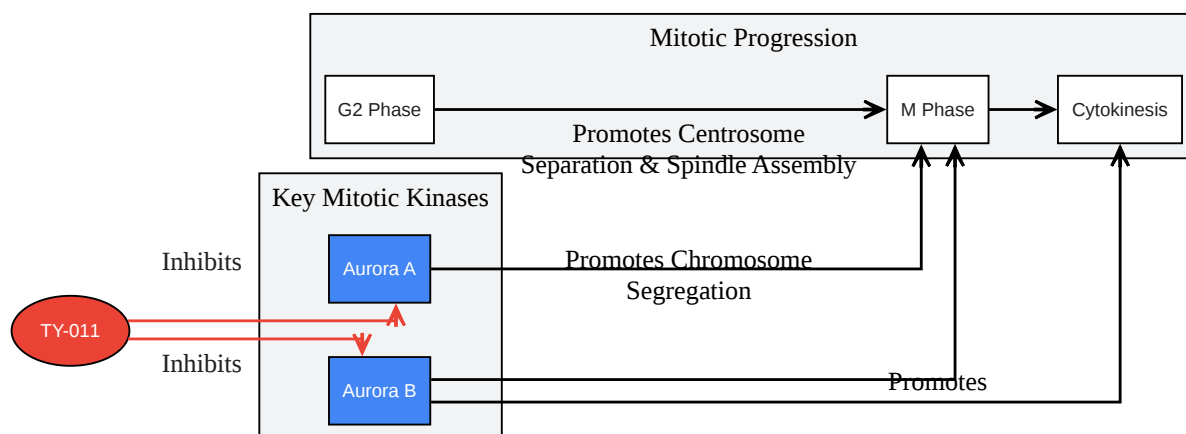 Mitotic Progression
G2 Phase
M Phase
Cytokinesis
Promotes Centrosome
Separation & Spindle Assembly
Key Mitotic Kinases
Inhibits
Aurora A
Promotes Chromosome
Segregation
TY-011
Inhibits
Aurora B
Promotes